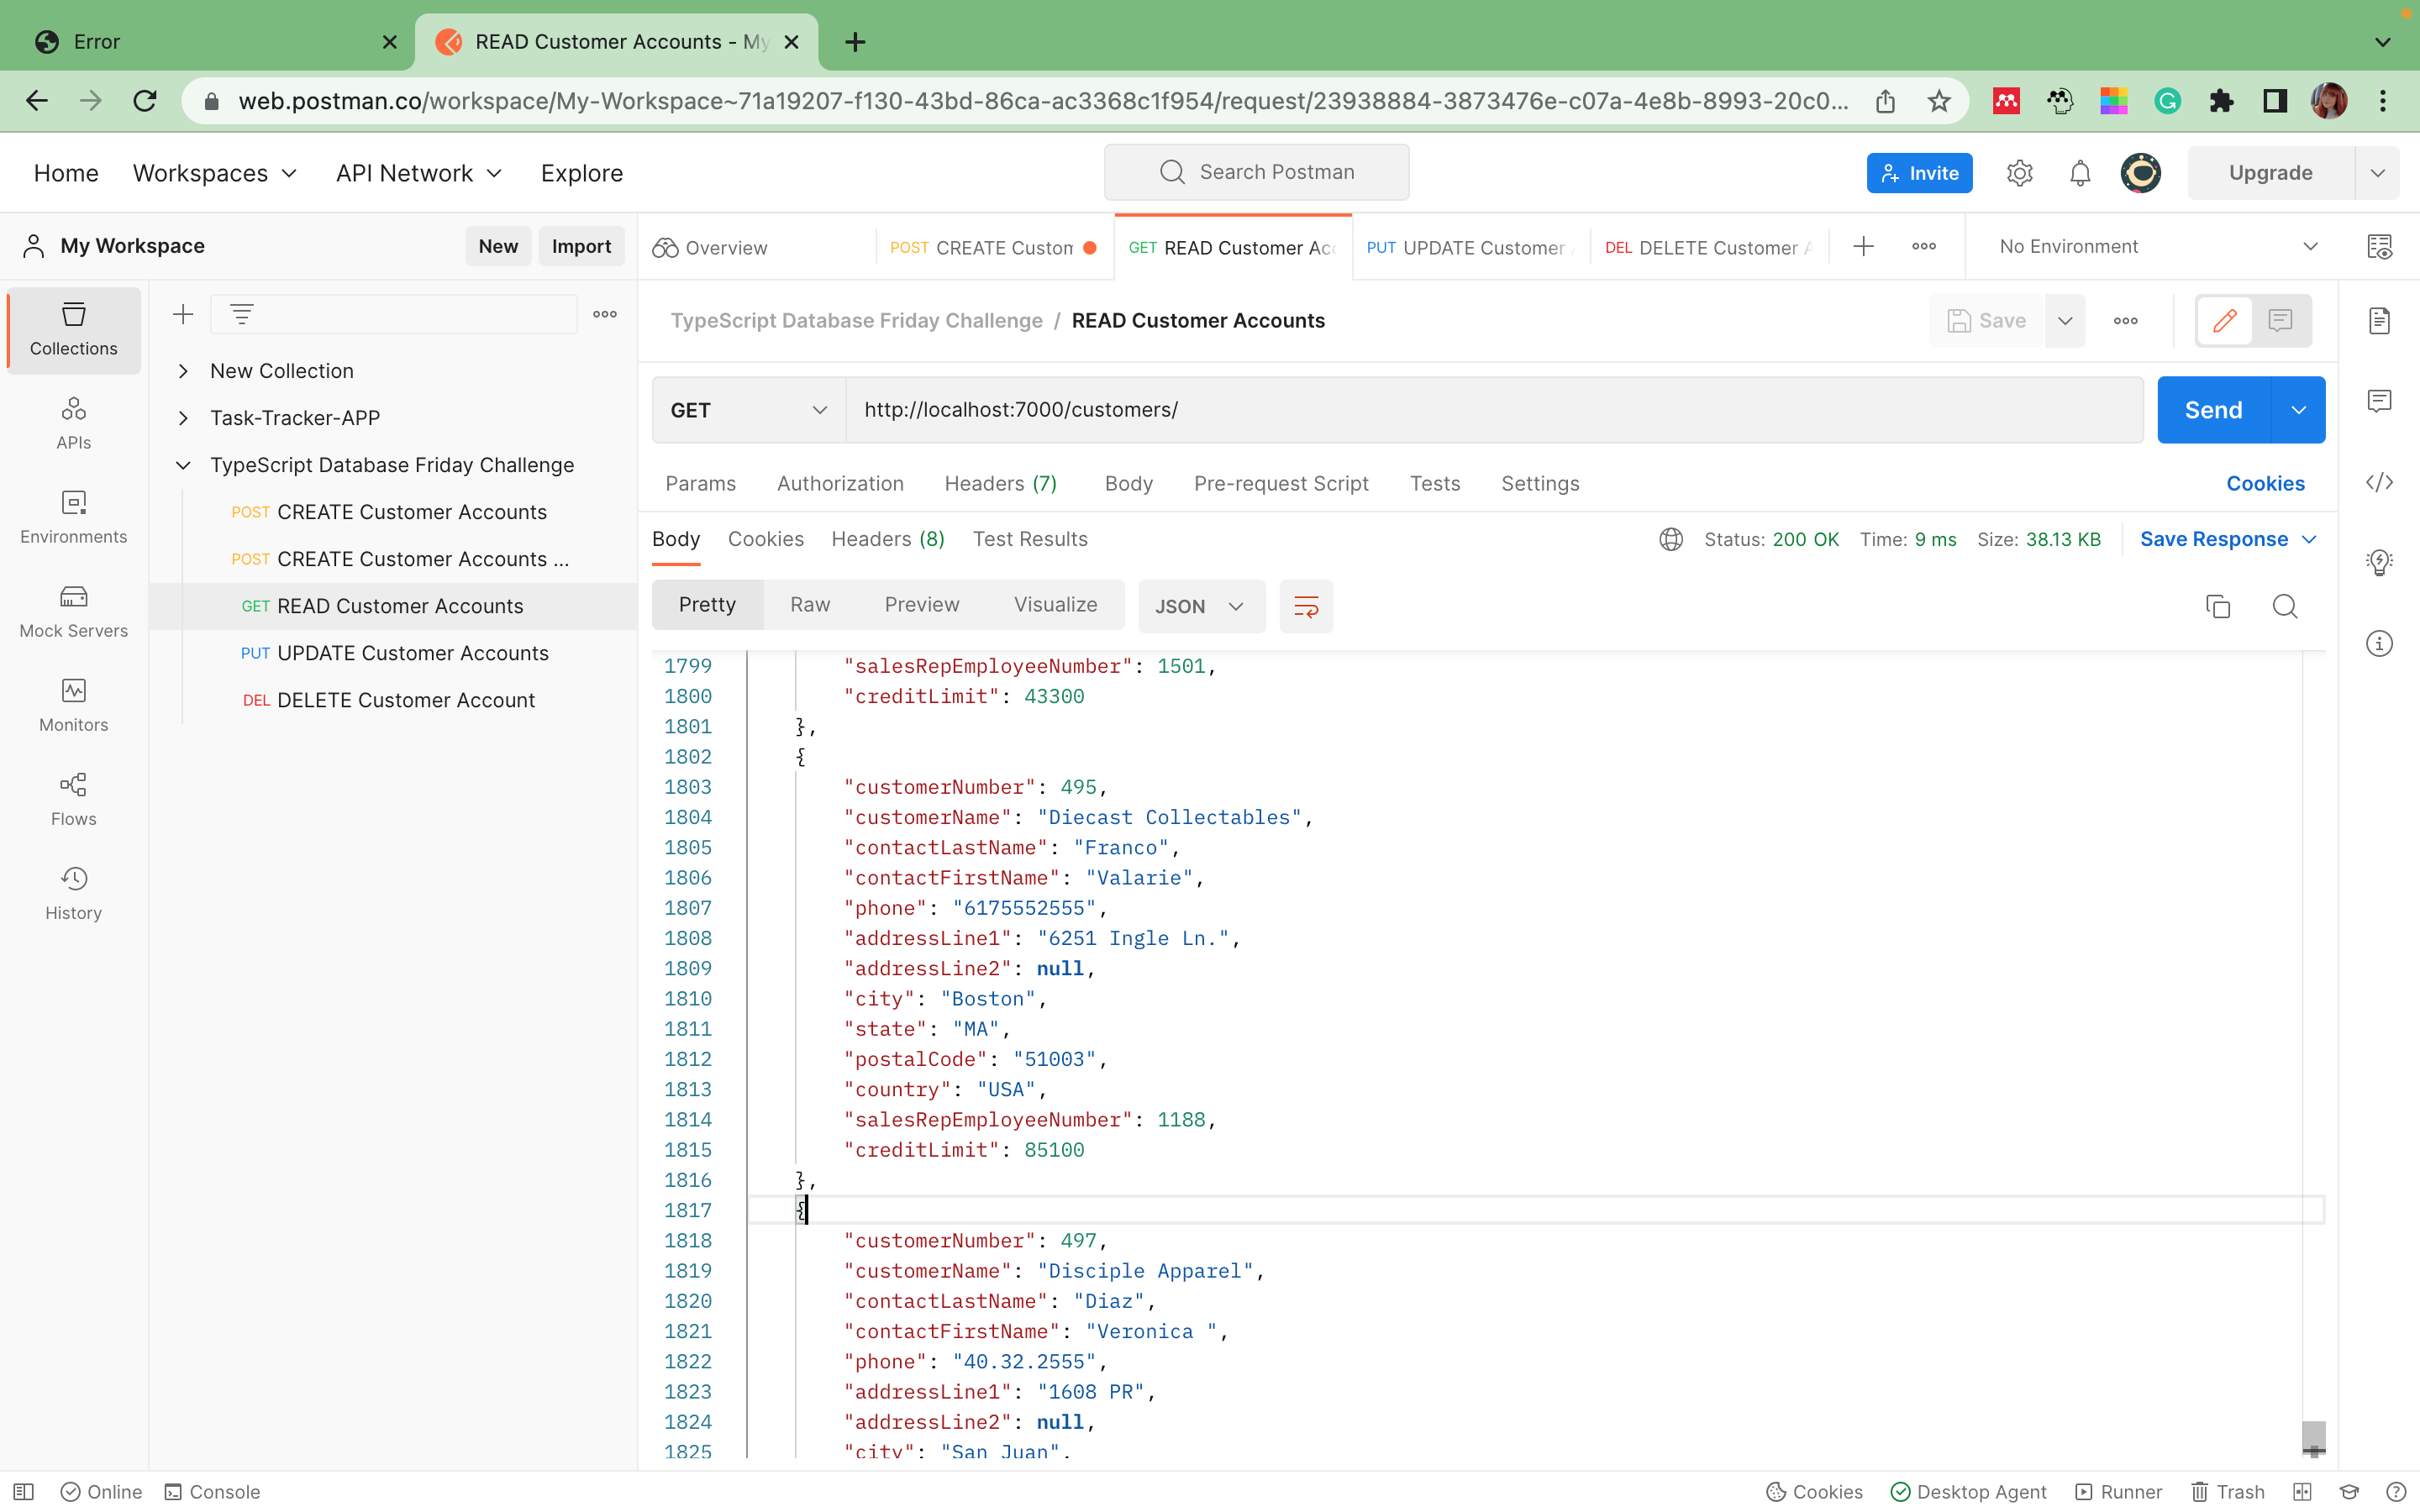 Error
READ Customer Accounts - My
web.postman.co/workspace/My-Workspace~71a19207-f130-43bd-86ca-ac3368c1f954/request/23938884-3873476e-c07a-4e8b-8993-20c0...
Home Workspaces API Network Explore
Search Postman
Invite
Upgrade
My Workspace
New Import
Overview
POST CREATE Custom
GET READ Customer Acc
PUT UPDATE Customer
DEL DELETE Customer A
No Environment
Collections
APIs
Environments
Mock Servers
Monitors
Flows
History
New Collection
Task-Tracker-APP
TypeScript Database Friday Challenge
POST CREATE Customer Accounts
POST CREATE Customer Accounts ...
GET READ Customer Accounts
PUT UPDATE Customer Accounts
DEL DELETE Customer Account
TypeScript Database Friday Challenge / READ Customer Accounts
Save
GET http://localhost:7000/customers/
Send
Params Authorization Headers (7) Body Pre-request Script Tests Settings
Cookies
Body Cookies Headers (8) Test Results
Status: 200 OK Time: 9 ms Size: 38.13 KB
Save Response
Pretty Raw Preview Visualize
JSON
1799 "salesRepEmployeeNumber": 1501,
1800 "creditLimit": 43300
1801 },
1802 {
1803 "customerNumber": 495,
1804 "customerName": "Diecast Collectables",
1805 "contactLastName": "Franco",
1806 "contactFirstName": "Valarie",
1807 "phone": "6175552555",
1808 "addressLine1": "6251 Ingle Ln.",
1809 "addressLine2": null,
1810 "city": "Boston",
1811 "state": "MA",
1812 "postalCode": "51003",
1813 "country": "USA",
1814 "salesRepEmployeeNumber": 1188,
1815 "creditLimit": 85100
1816 },
1817 {
1818 "customerNumber": 497,
1819 "customerName": "Disciple Apparel",
1820 "contactLastName": "Diaz",
1821 "contactFirstName": "Veronica ",
1822 "phone": "40.32.2555",
1823 "addressLine1": "1608 PR",
1824 "addressLine2": null,
1825 "city": "San Juan",
Online
Console
Cookies
Desktop Agent
Runner
Trash